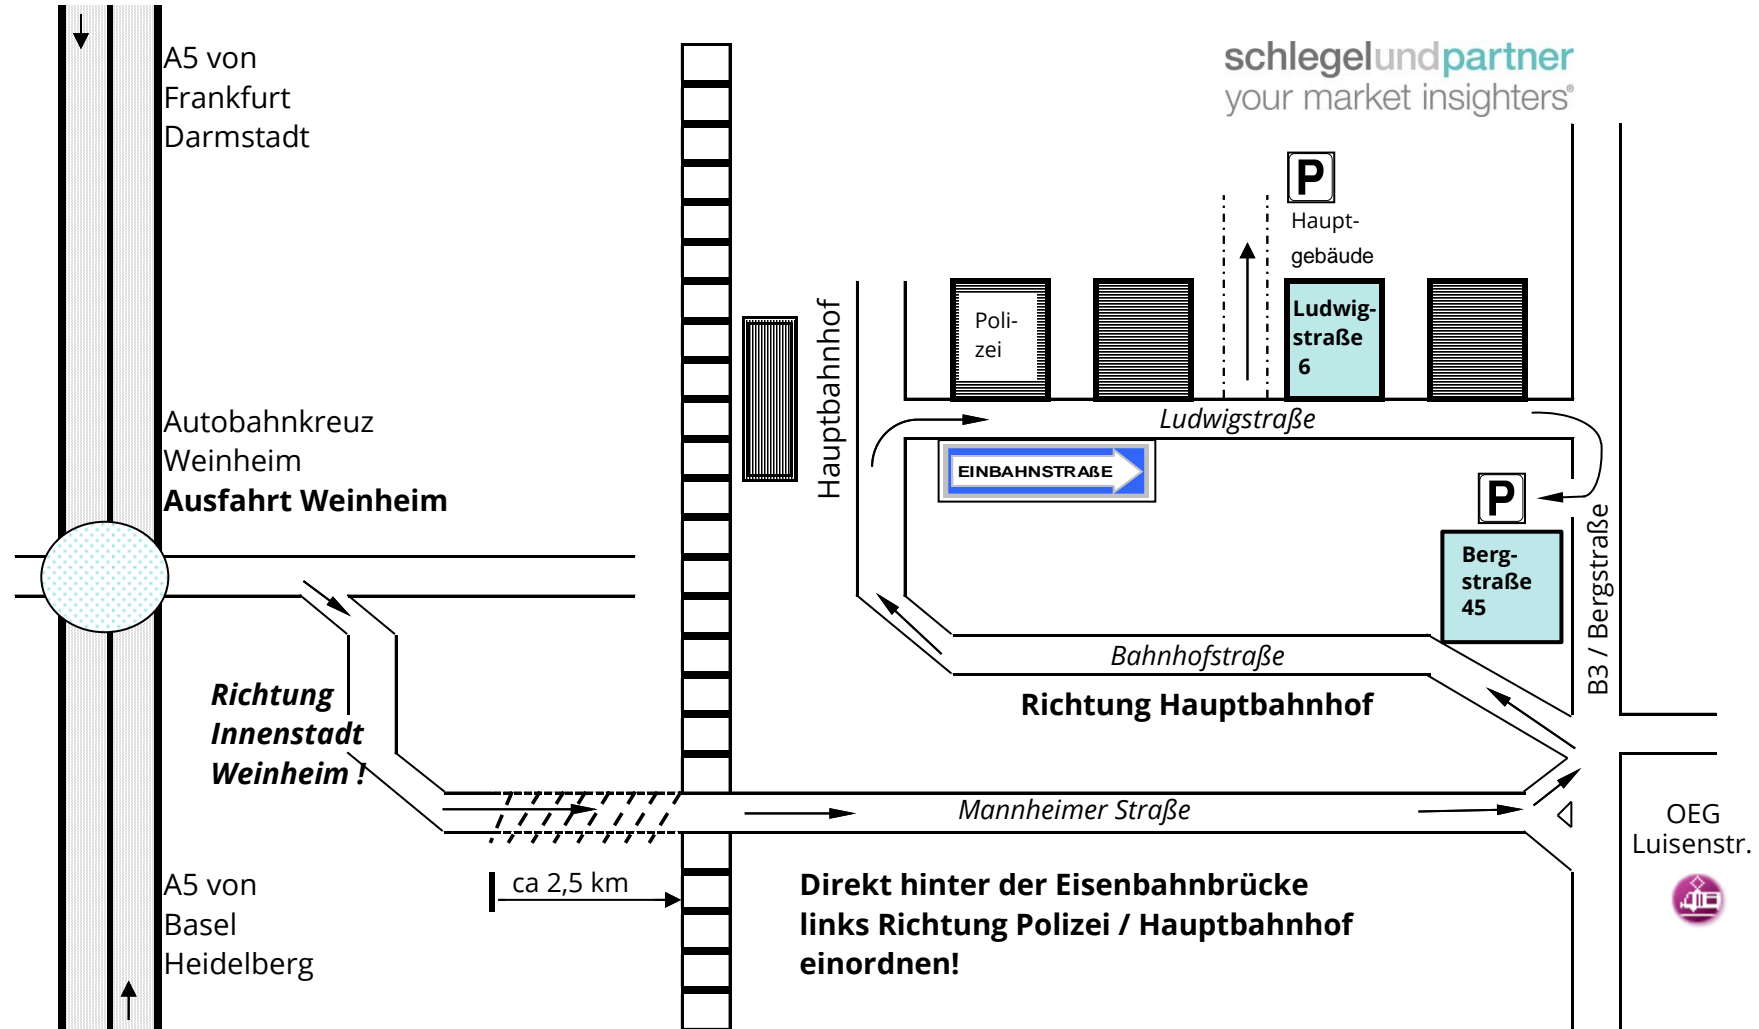 A5 von
Frankfurt
Darmstadt
schlegelundpartner
your market insighters®
P
Haupt-
gebäude
Poli-
zei
Ludwig-
straße
6
Hauptbahnhof
Ludwigstraße
EINBAHNSTRAßE
Autobahnkreuz
Weinheim
Ausfahrt Weinheim
P
Berg-
straße
45
B3 / Bergstraße
Bahnhofstraße
Richtung Hauptbahnhof
Richtung
Innenstadt
Weinheim !
Mannheimer Straße
OEG
Luisenstr.
A5 von
Basel
Heidelberg
ca 2,5 km
Direkt hinter der Eisenbahnbrücke
links Richtung Polizei / Hauptbahnhof
einordnen!